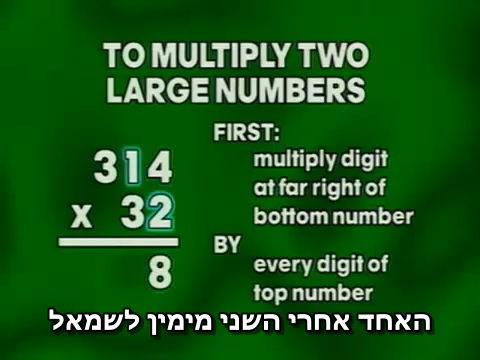 TO MULTIPLY TWO
LARGE NUMBERS
FIRST:
multiply digit
at far right of
bottom number
BY
every digit of
top number
314
x 32
8
האחד אחרי השני מימין לשמאל